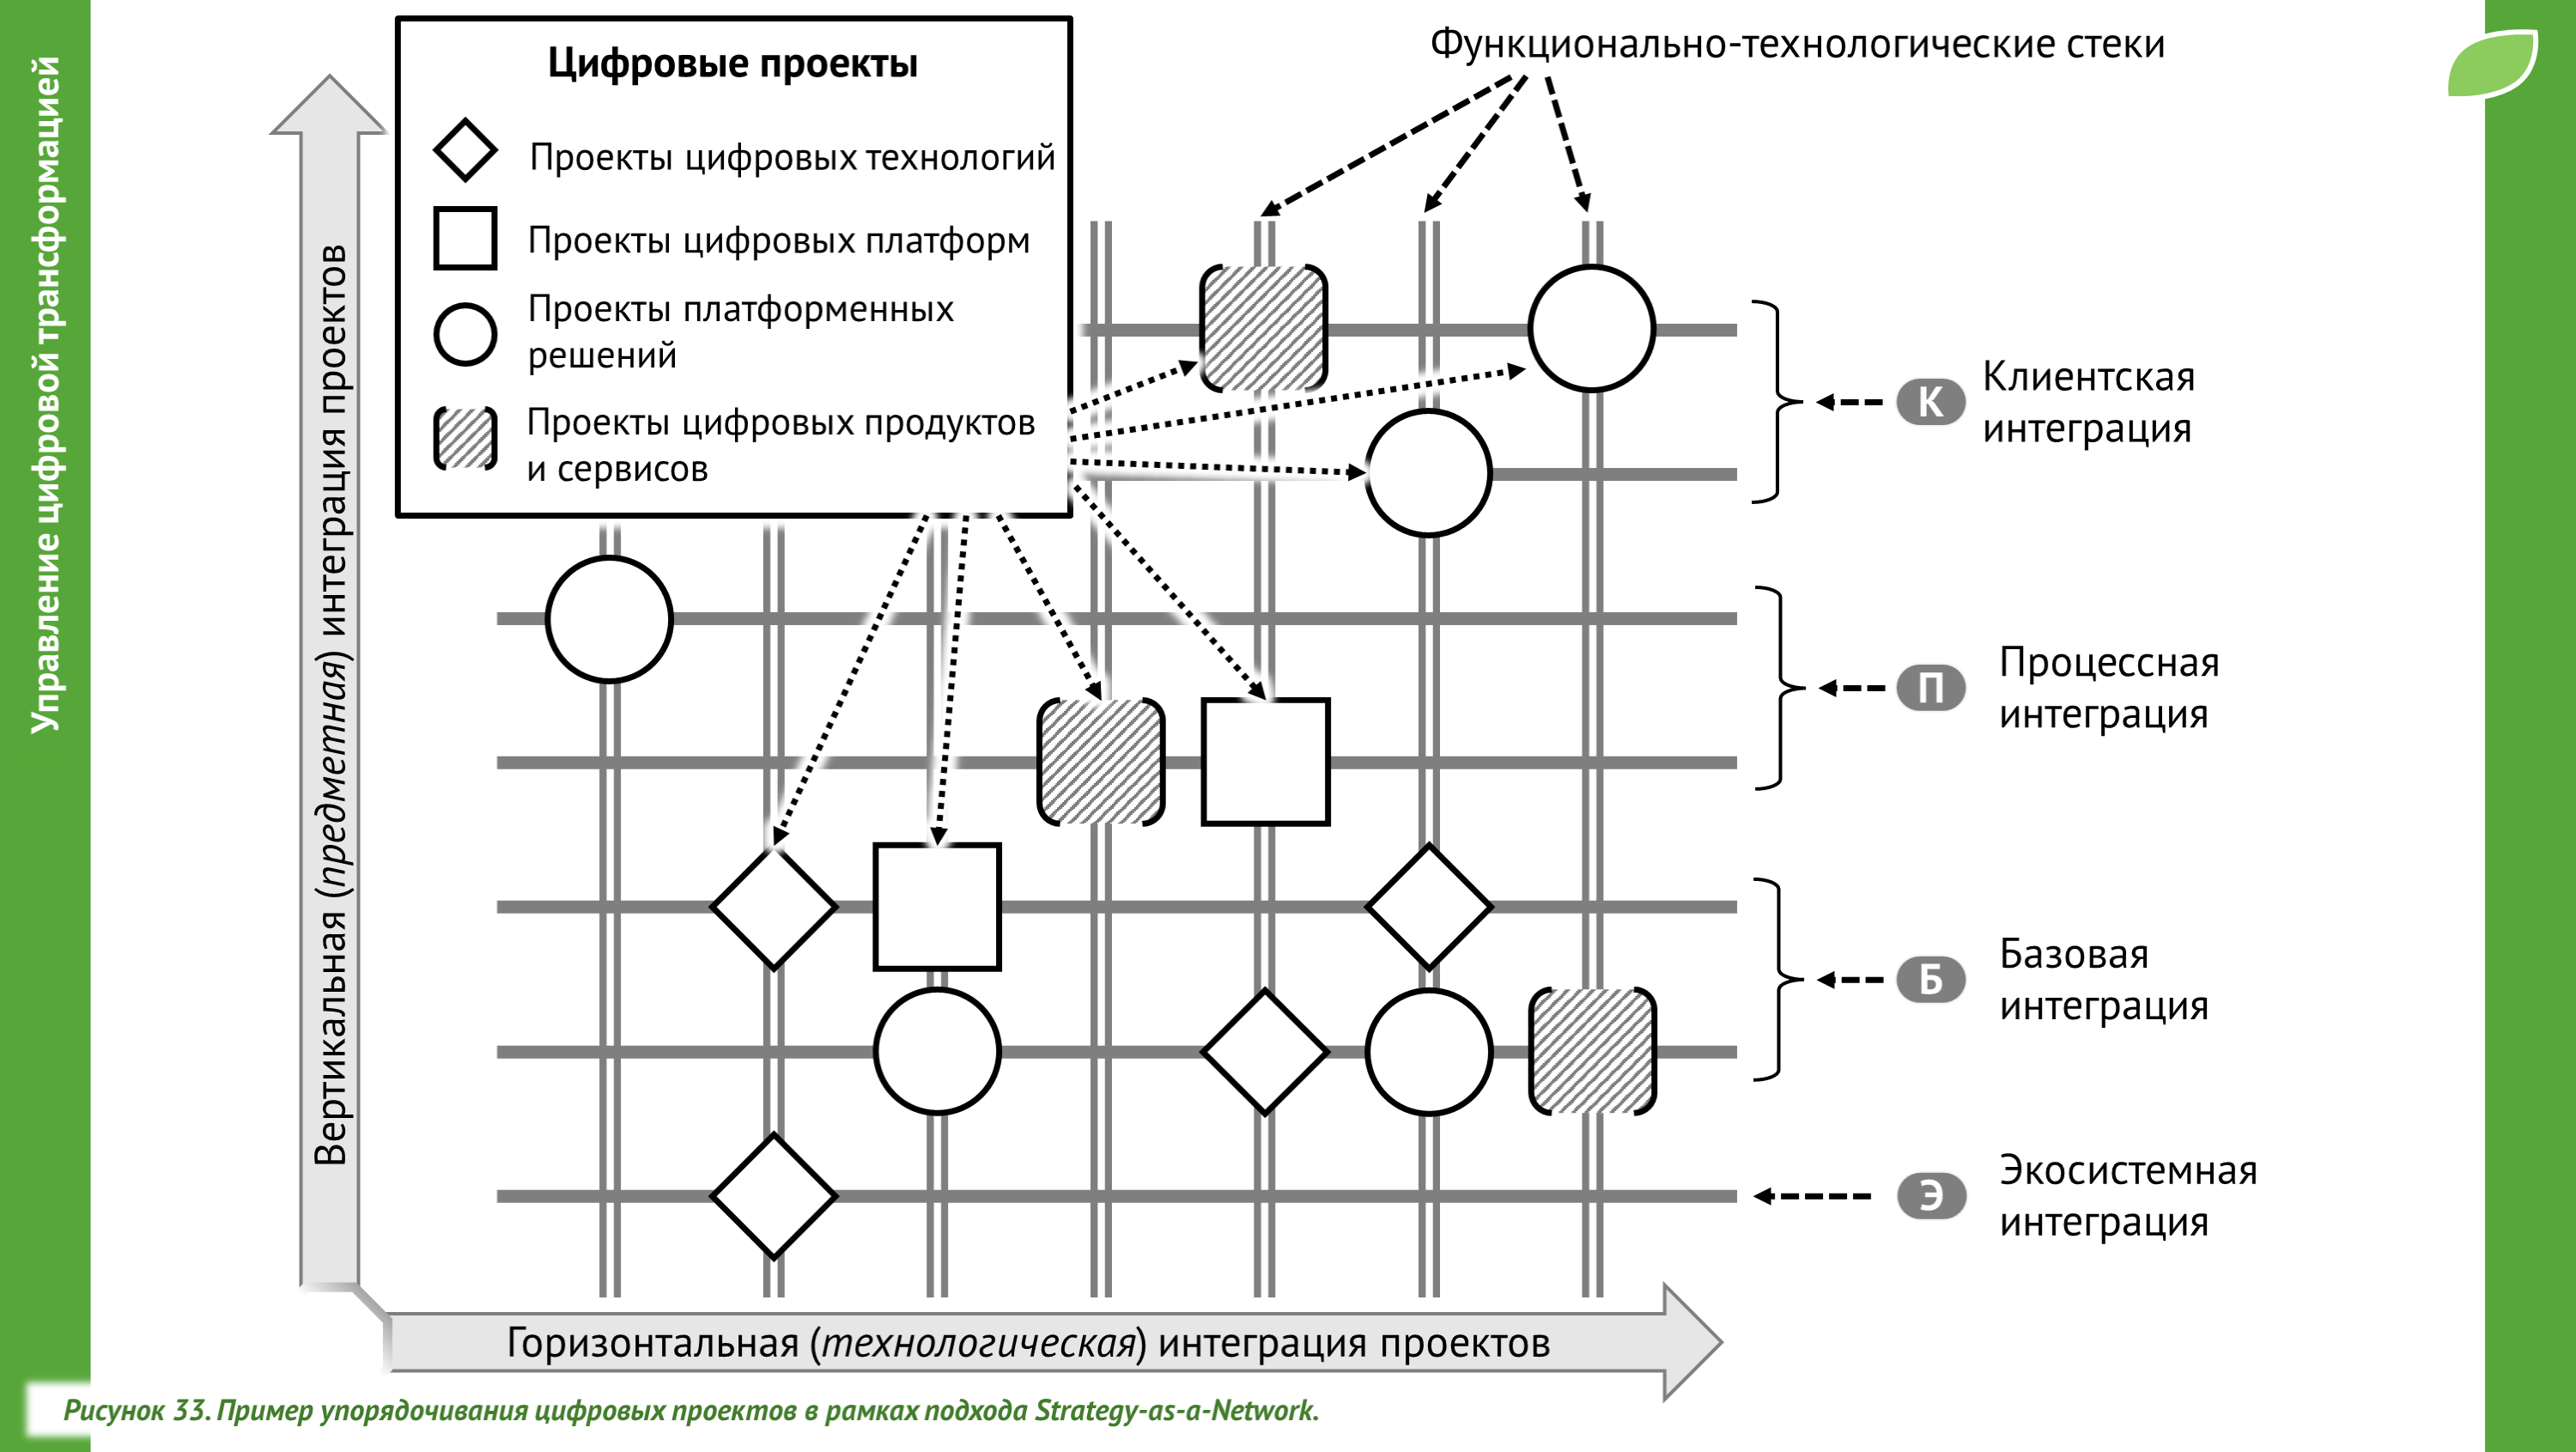 Управление цифровой трансформацией
Цифровые проекты
Проекты цифровых технологий
Проекты цифровых платформ
Проекты платформенных
решений
Проекты цифровых продуктов
и сервисов
Функционально-технологические стеки
Вертикальная (предметная) интеграция проектов
К
Клиентская
интеграция
П
Процессная
интеграция
Б
Базовая
интеграция
Э
Экосистемная
интеграция
Горизонтальная (технологическая) интеграция проектов
Рисунок 33. Пример упорядочивания цифровых проектов в рамках подхода Strategy-as-a-Network.